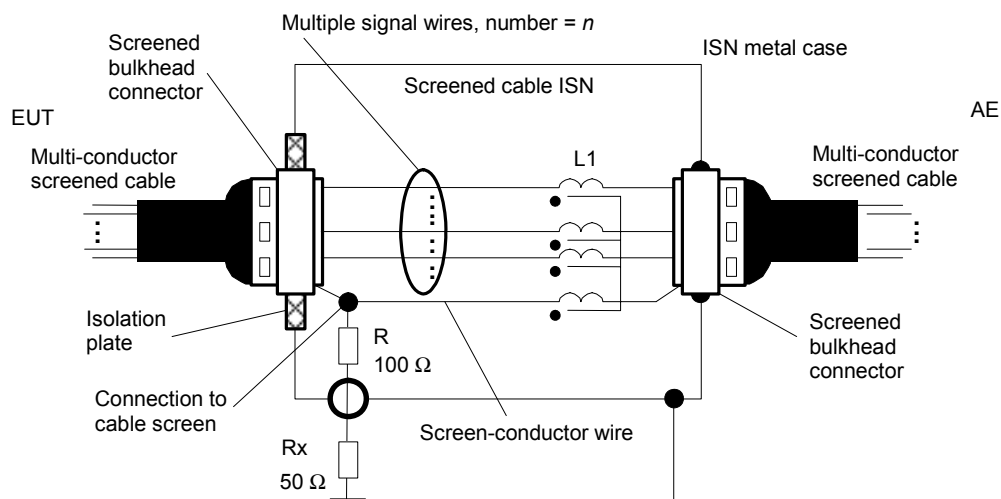 Multiple signal wires, number = n
Screened
bulkhead
connector
ISN metal case
Screened cable ISN
EUT
AE
Multi-conductor
screened cable
L1
Multi-conductor
screened cable
Isolation
plate
R
100 Ω
Screened
bulkhead
connector
Connection to
cable screen
Screen-conductor wire
Rx
50 Ω